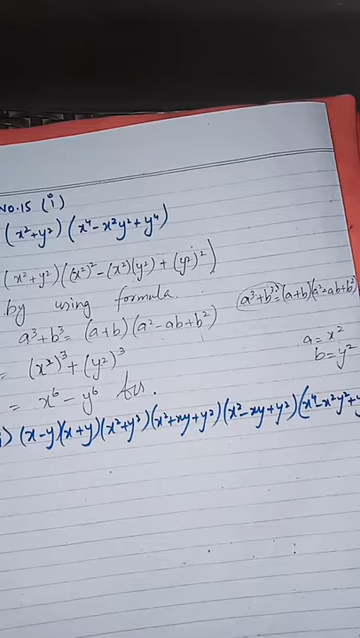 No.15 (i)
(x²+y²)(x⁴-x²y²+y⁴)
(x²+y²)((x²)²-(x²)(y²)+(y²)²)
by using formula.
a³+b³=(a+b)(a²-ab+b²)
a³+b³=(a+b)(a²-ab+b²)
a=x²
b=y²
= (x²)³+(y²)³
= x⁶-y⁶ Ans.
i) (x-y)(x+y)(x²+y²)(x²+xy+y²)(x²-xy+y²)(x⁴-x²y²+y